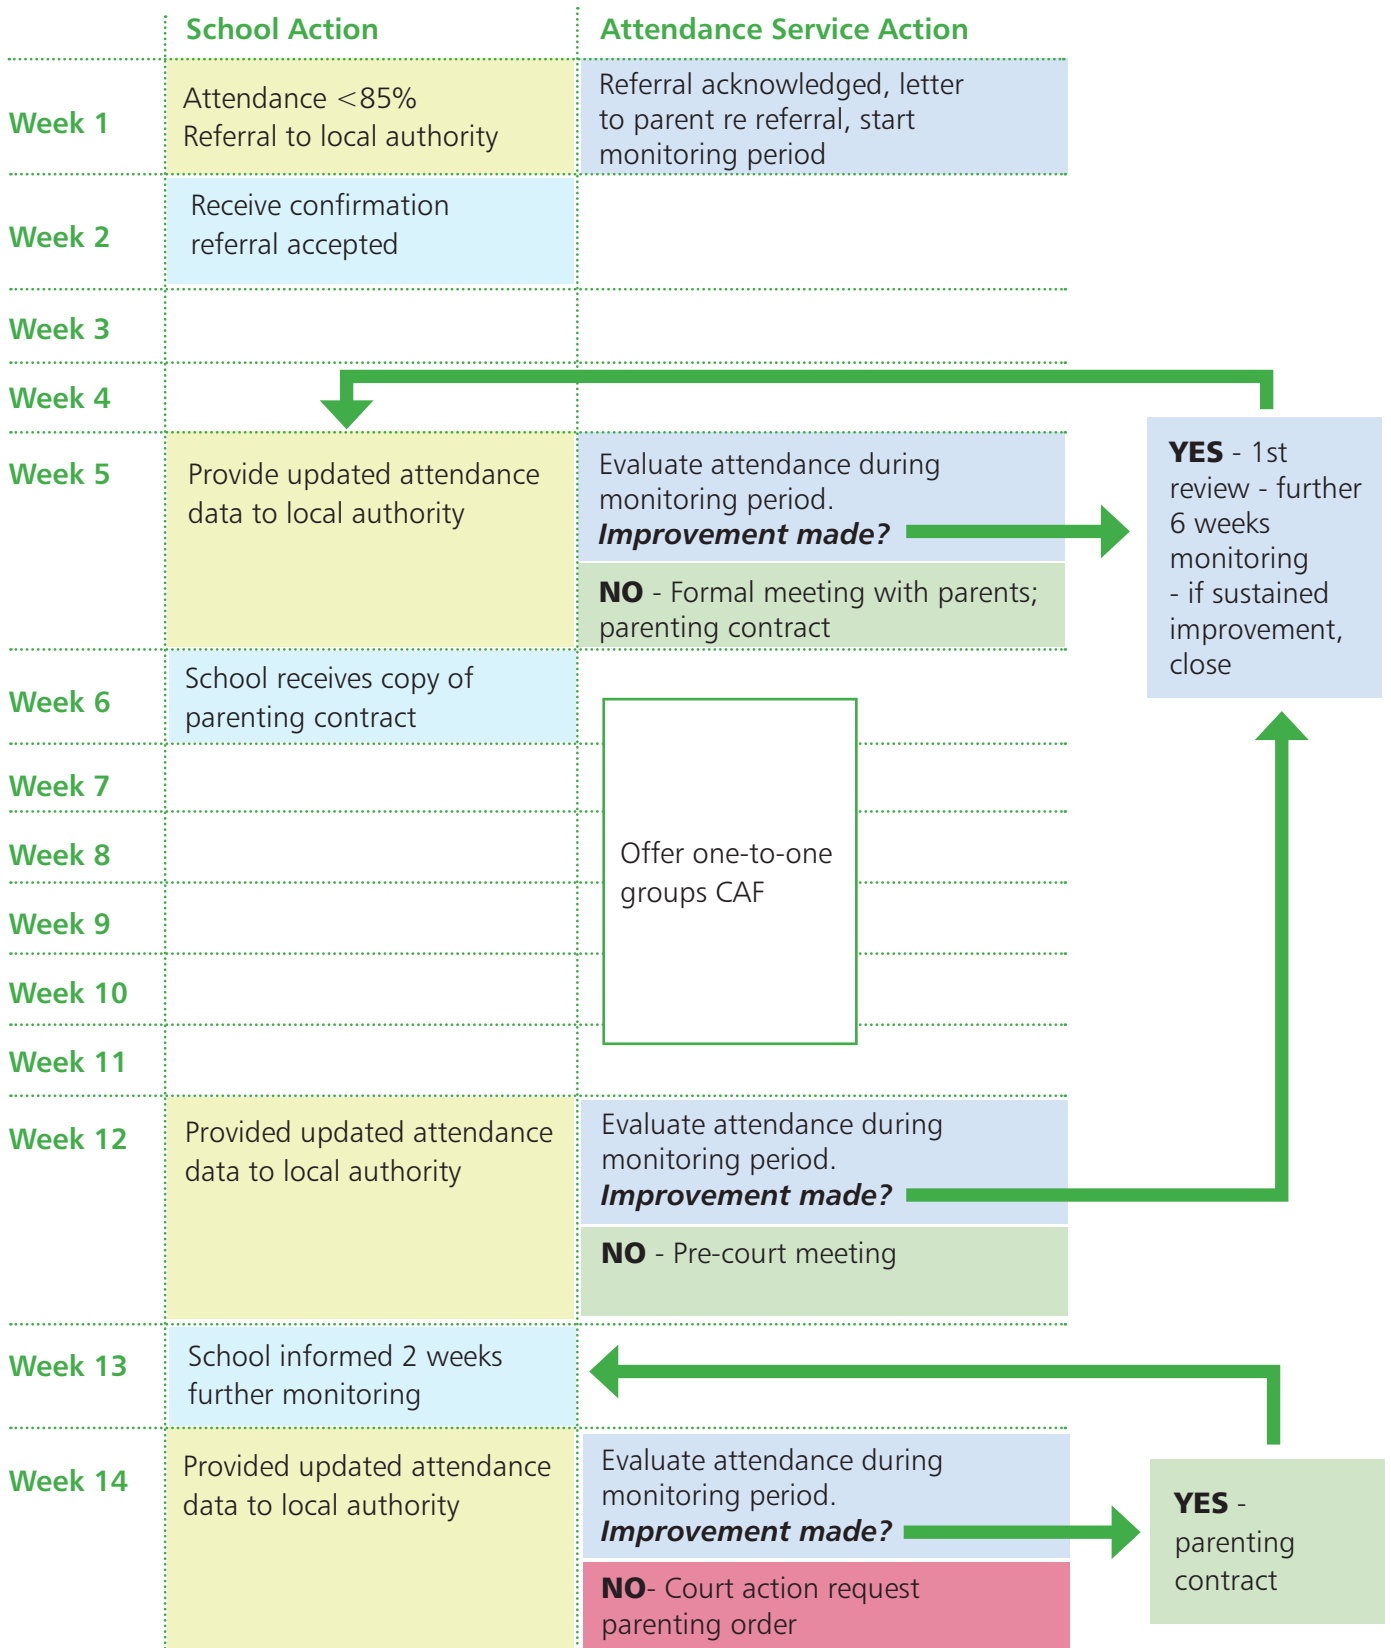 School Action
Attendance Service Action
Week 1
Attendance <85%
Referral to local authority
Referral acknowledged, letter
to parent re referral, start
monitoring period
Week 2
Receive confirmation
referral accepted
Week 3
Week 4
Week 5
Provide updated attendance
data to local authority
Evaluate attendance during
monitoring period.
Improvement made?
NO - Formal meeting with parents;
parenting contract
YES - 1st
review - further
6 weeks
monitoring
- if sustained
improvement,
close
Week 6
School receives copy of
parenting contract
Week 7
Week 8
Offer one-to-one
groups CAF
Week 9
Week 10
Week 11
Week 12
Provided updated attendance
data to local authority
Evaluate attendance during
monitoring period.
Improvement made?
NO - Pre-court meeting
Week 13
School informed 2 weeks
further monitoring
Week 14
Provided updated attendance
data to local authority
Evaluate attendance during
monitoring period.
Improvement made?
NO- Court action request
parenting order
YES -
parenting
contract